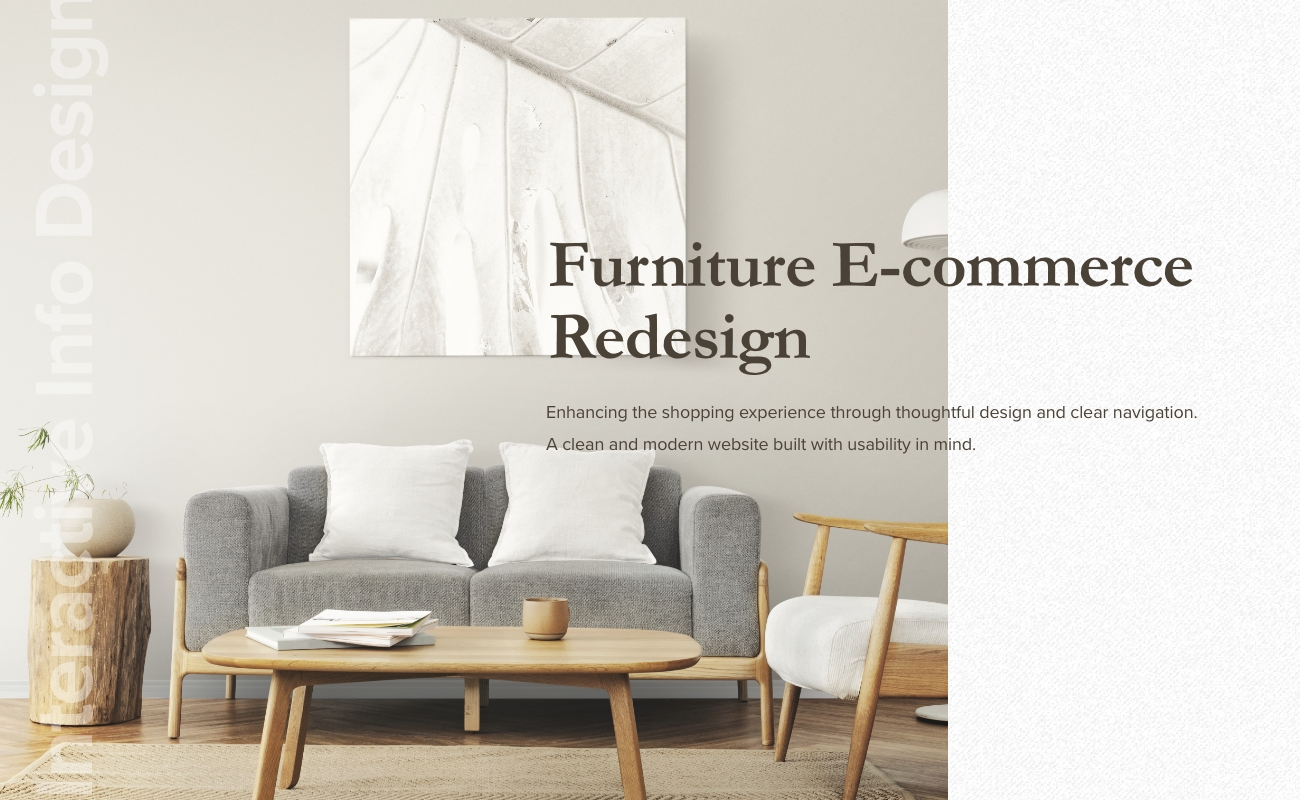 Interactive Info Design
Furniture E-commerce
Redesign
Enhancing the shopping experience through thoughtful design and clear navigation.
A clean and modern website built with usability in mind.